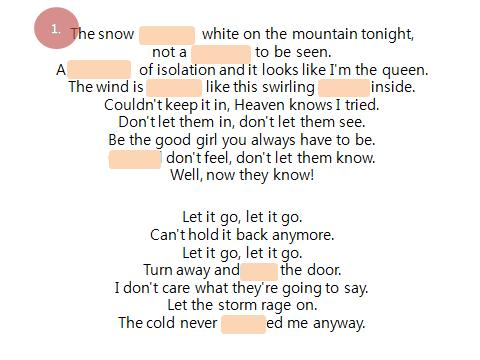 1.
The snow white on the mountain tonight,
not a to be seen.
A of isolation and it looks like I'm the queen.
The wind is like this swirling inside.
Couldn't keep it in, Heaven knows I tried.
Don't let them in, don't let them see.
Be the good girl you always have to be.
don't feel, don't let them know.
Well, now they know!
Let it go, let it go.
Can't hold it back anymore.
Let it go, let it go.
Turn away and the door.
I don't care what they're going to say.
Let the storm rage on.
The cold never ed me anyway.